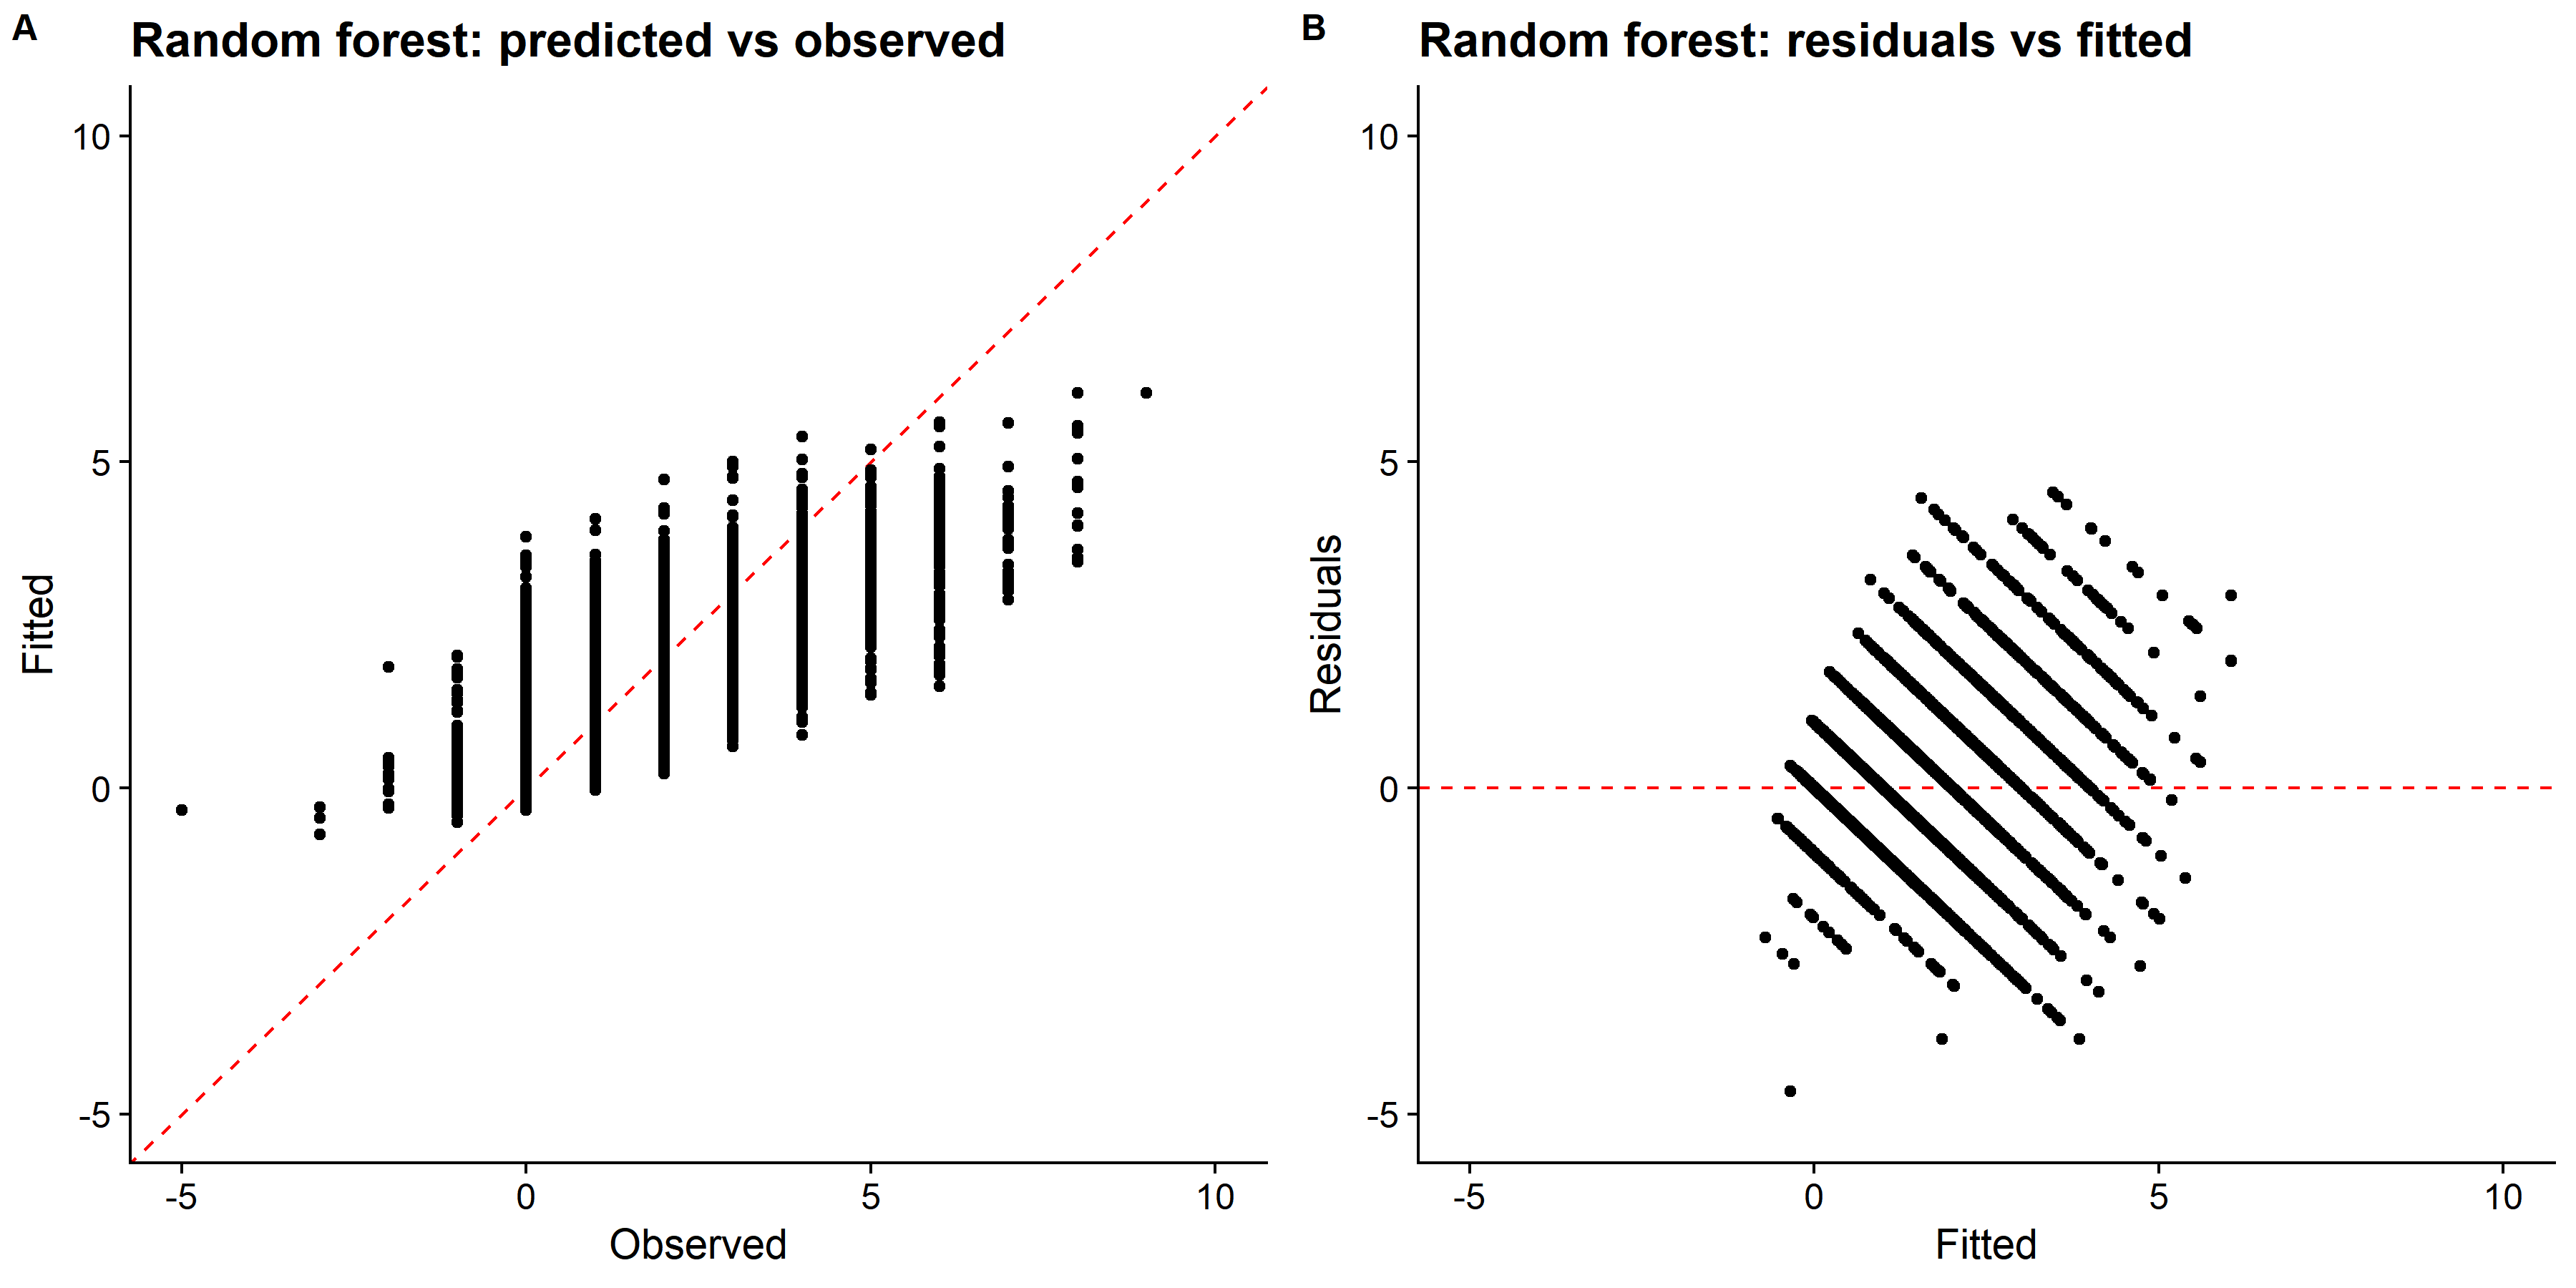 A
Random forest: predicted vs observed
10
5
0
-5
Fitted
-5
0
5
10
Observed
B
Random forest: residuals vs fitted
10
5
0
-5
Residuals
-5
0
5
10
Fitted